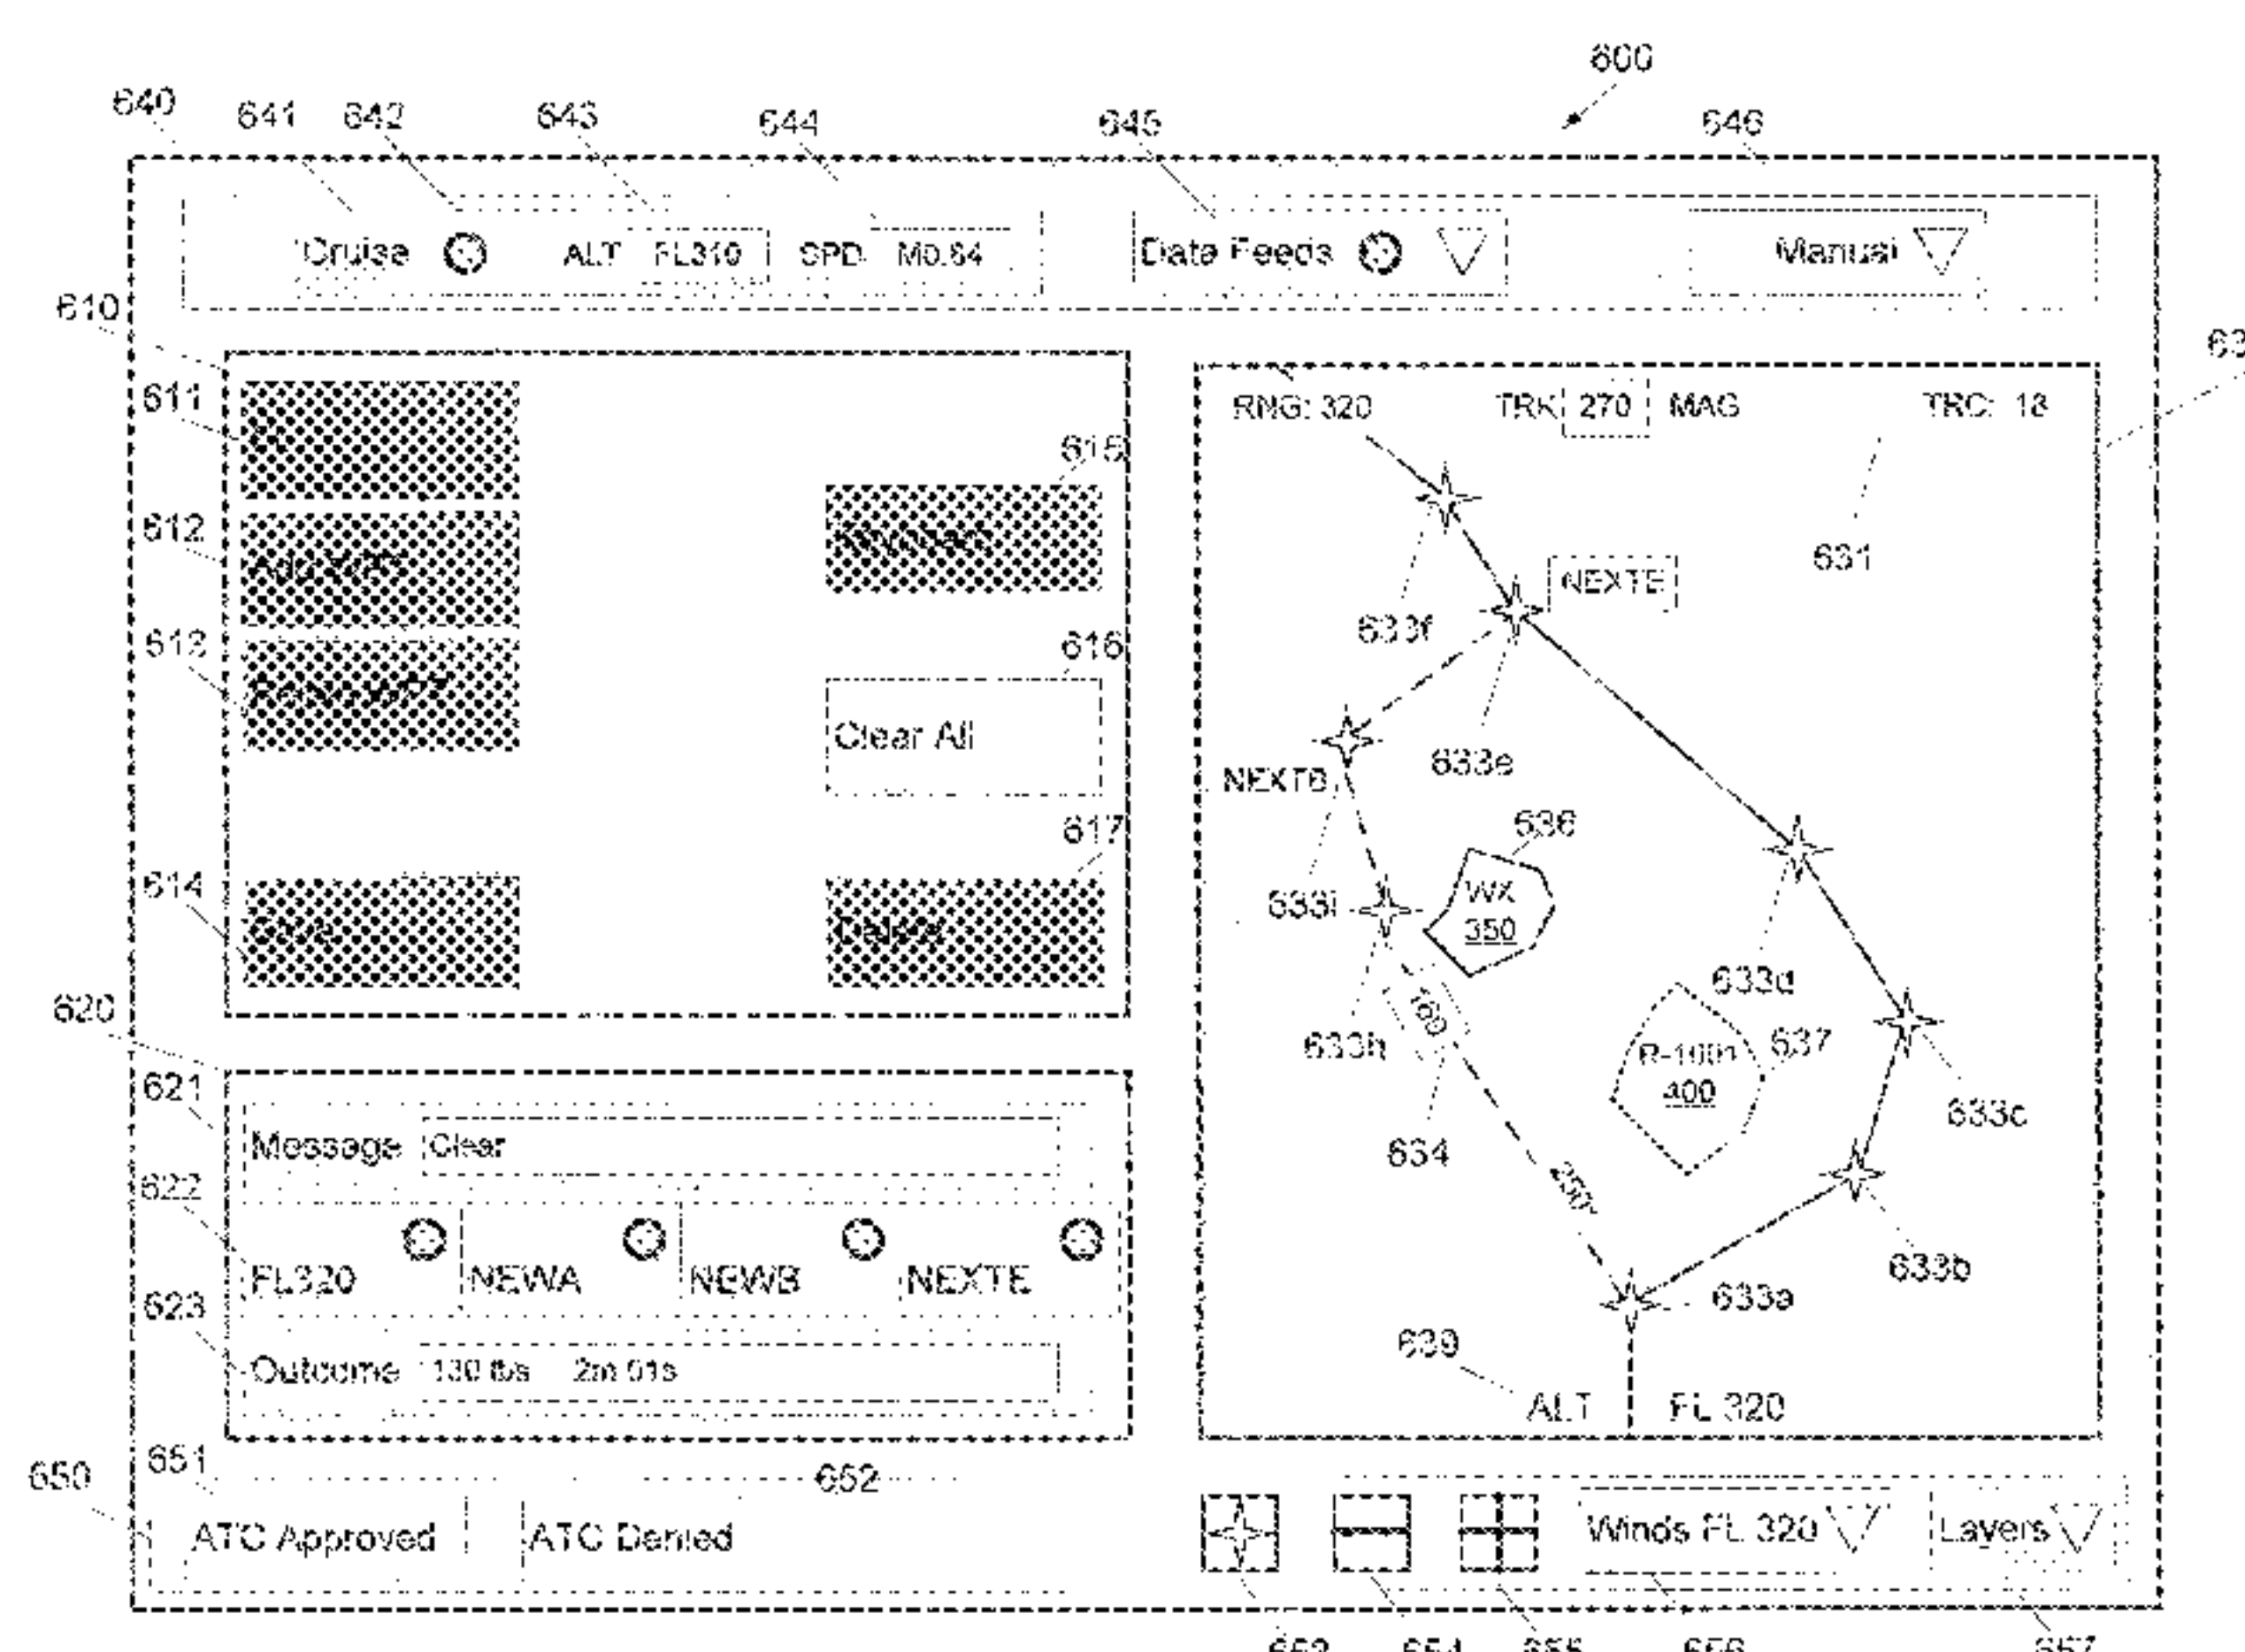 600
640 641 642 643 644 645 646
Cruise ALT FL310 SPD M0.84 Data Feeds Manual
610
611
612
613
614
615
616
Clear All
617
Delete
RNG: 320 TRK 270 MAG TRC: 18
631
633f
NEXTE
633e
NEXTB
633i
636
WX
350
633d
633h
160
634
R-1001
400
637
633c
250
633b
633a
639
ALT FL 320
620
621
Message Clear
622
FL320 NEWA NEWB NEXTE
623
Outcome 130 lbs 2m 01s
650
651
652
ATC Approved ATC Denied
Winds FL 320 Layers